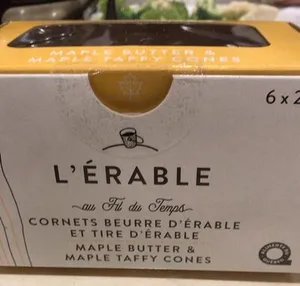 MAPLE BUTTER &
MAPLE TAFFY CONES
6 x 2
L'ÉRABLE
au Fil du Temps
CORNETS BEURRE D'ÉRABLE
ET TIRE D'ÉRABLE
MAPLE BUTTER &
MAPLE TAFFY CONES